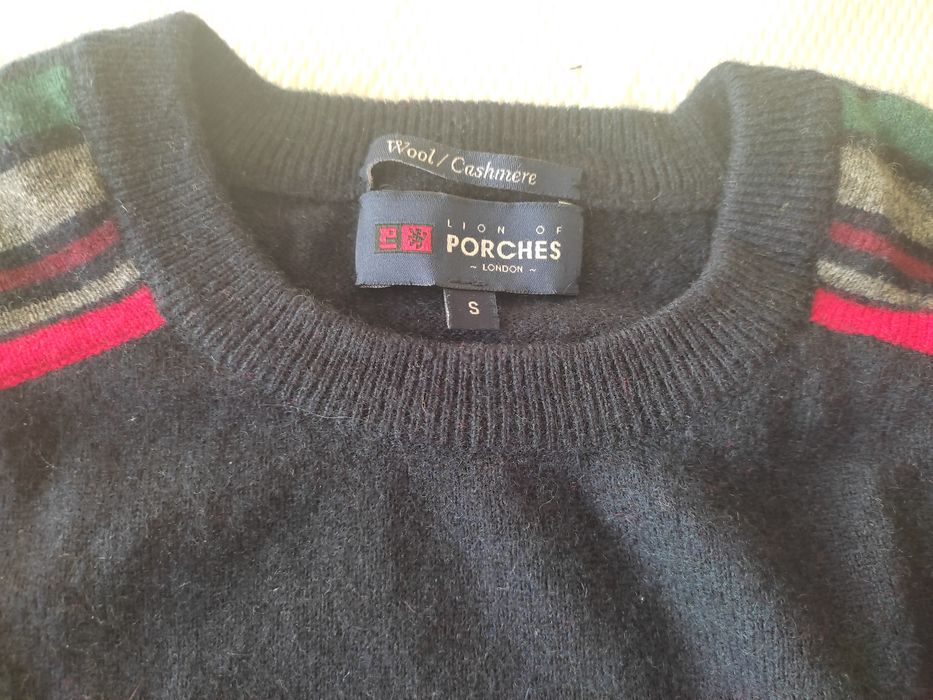 Wool / Cashmere
LION OF
PORCHES
~ LONDON ~
S